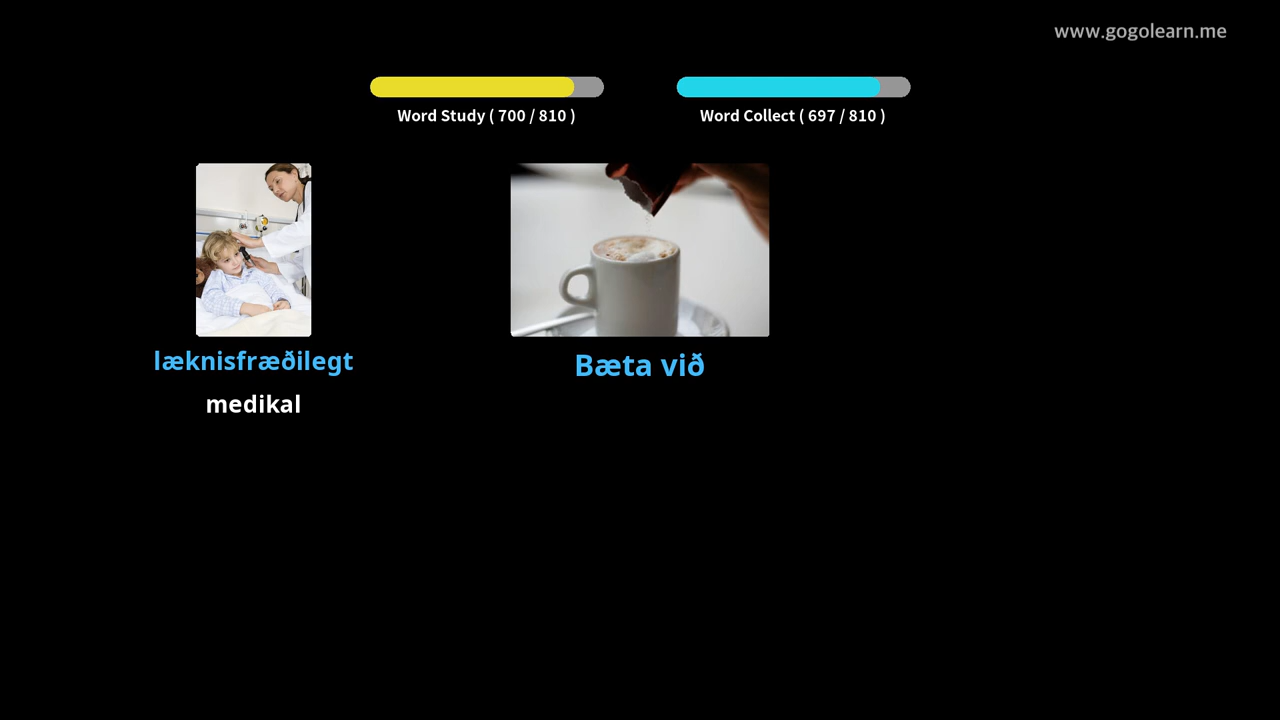 www.gogolearn.me
Word Study ( 700 / 810 )
Word Collect ( 697 / 810 )
læknisfræðilegt
medikal
Bæta við